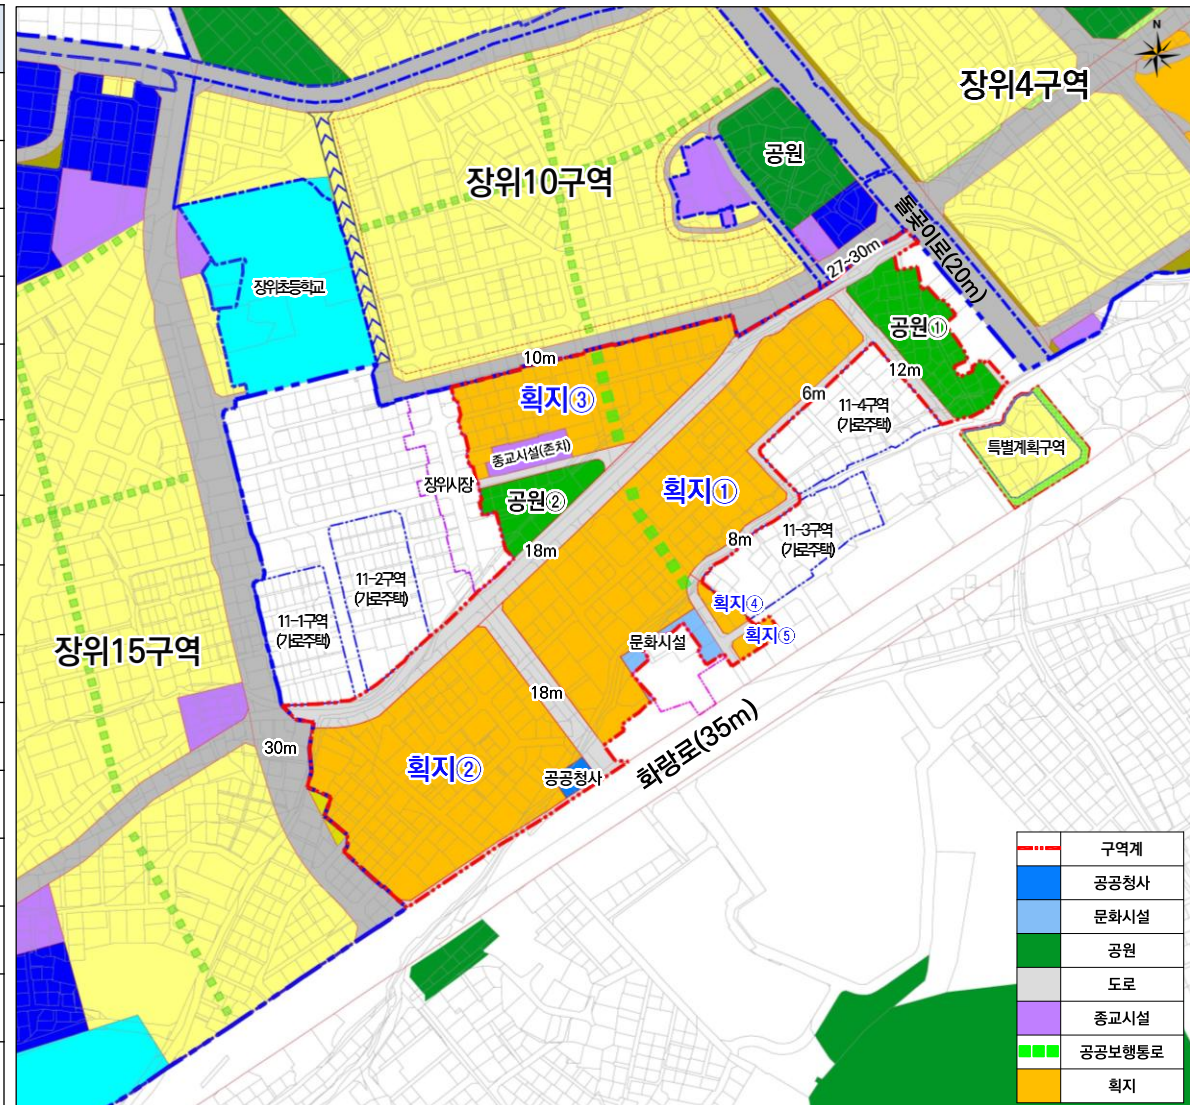 N
장위4구역
공원
장위10구역
돌곶이로(20m)
27~30m
장위초등학교
공원①
10m
12m
획지③
6m
11-4구역
(가로주택)
특별계획구역
종교시설(존치)
장위시장
공원②
획지①
18m
8m
11-3구역
(가로주택)
11-2구역
(가로주택)
11-1구역
(가로주택)
획지④
획지⑤
문화시설
장위15구역
18m
30m
화랑로(35m)
획지②
공공청사
구역계
공공청사
문화시설
공원
도로
종교시설
공공보행통로
획지